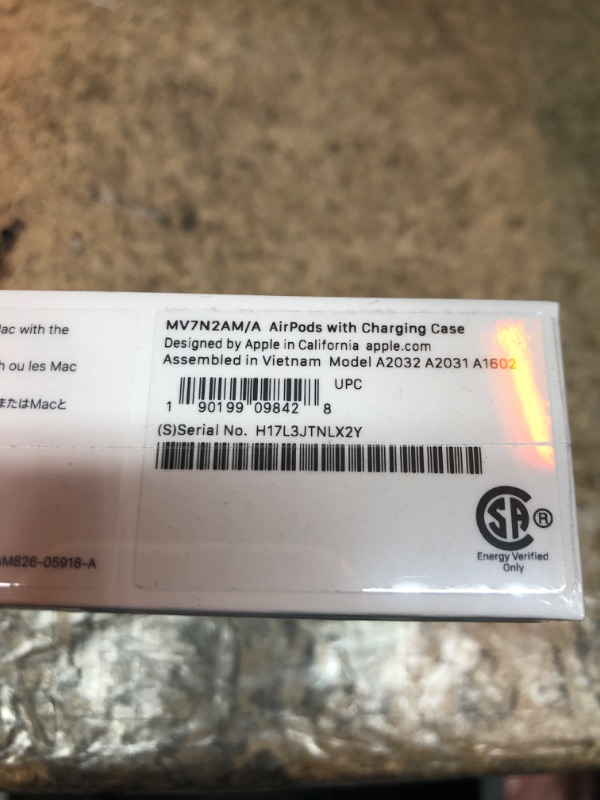 ac with the
h ou les Mac
またはMacと
AM826-05918-A
MV7N2AM/A AirPods with Charging Case
Designed by Apple in California apple.com
Assembled in Vietnam Model A2032 A2031 A1602
UPC
1 90199 09842 8
(S)Serial No. H17L3JTNLX2Y
SA ®
Energy Verified
Only